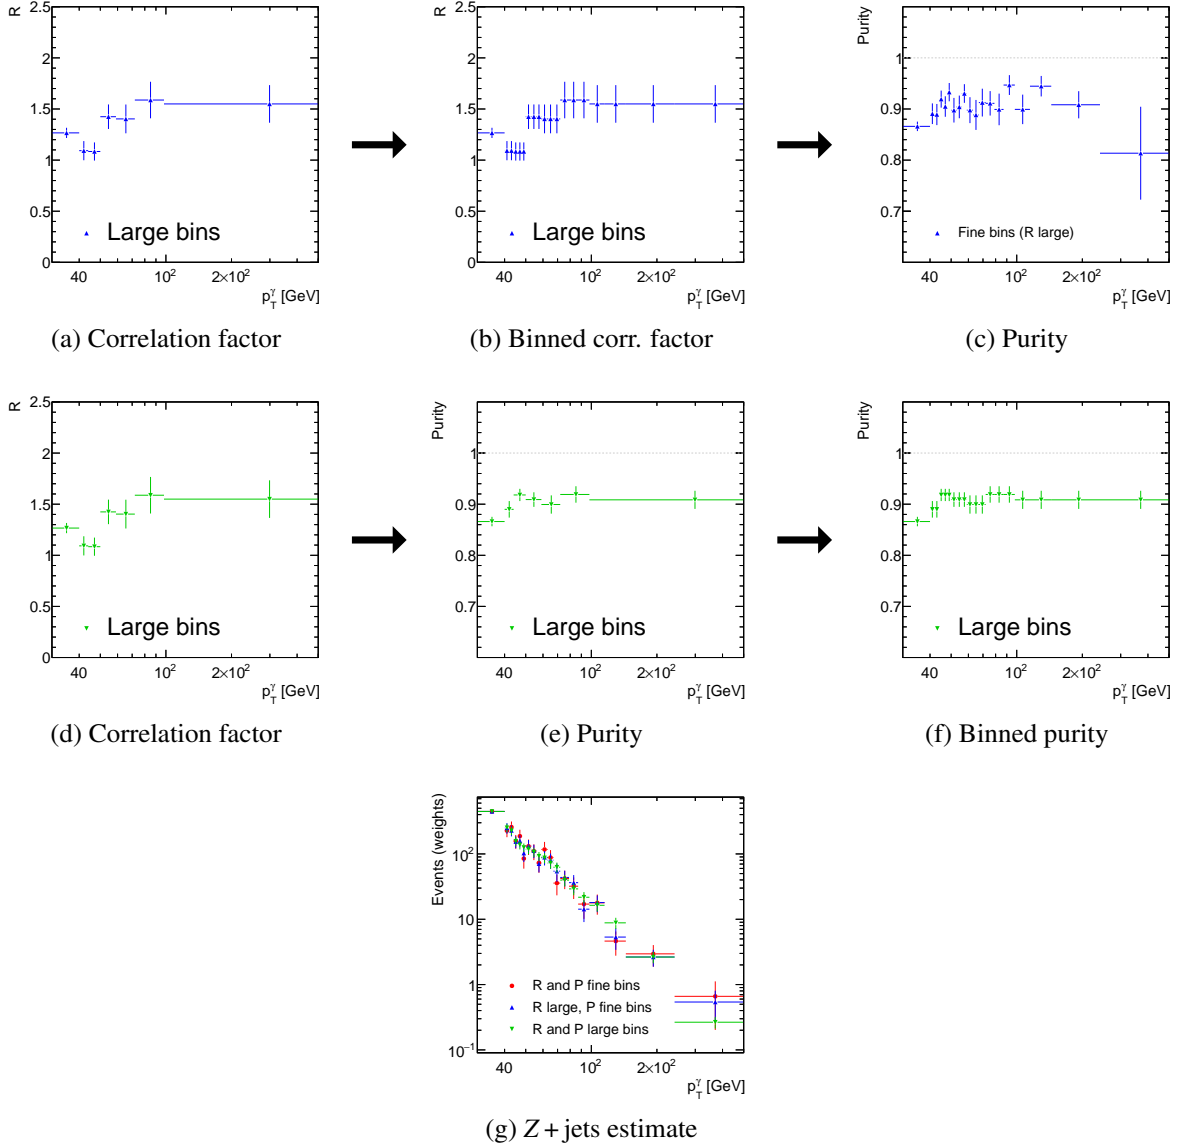 R
2.5
2
1.5
1
0.5
0
Large bins
40
10²
2×10²
p_T^γ [GeV]
(a) Correlation factor
R
2.5
2
1.5
1
0.5
0
Large bins
40
10²
2×10²
p_T^γ [GeV]
(b) Binned corr. factor
Purity
1
0.9
0.8
0.7
Fine bins (R large)
40
10²
2×10²
p_T^γ [GeV]
(c) Purity
R
2.5
2
1.5
1
0.5
0
Large bins
40
10²
2×10²
p_T^γ [GeV]
(d) Correlation factor
Purity
1
0.9
0.8
0.7
Large bins
40
10²
2×10²
p_T^γ [GeV]
(e) Purity
Purity
1
0.9
0.8
0.7
Large bins
40
10²
2×10²
p_T^γ [GeV]
(f) Binned purity
Events (weights)
10²
10
1
10⁻¹
R and P fine bins
R large, P fine bins
R and P large bins
40
10²
2×10²
p_T^γ [GeV]
(g) Z + jets estimate